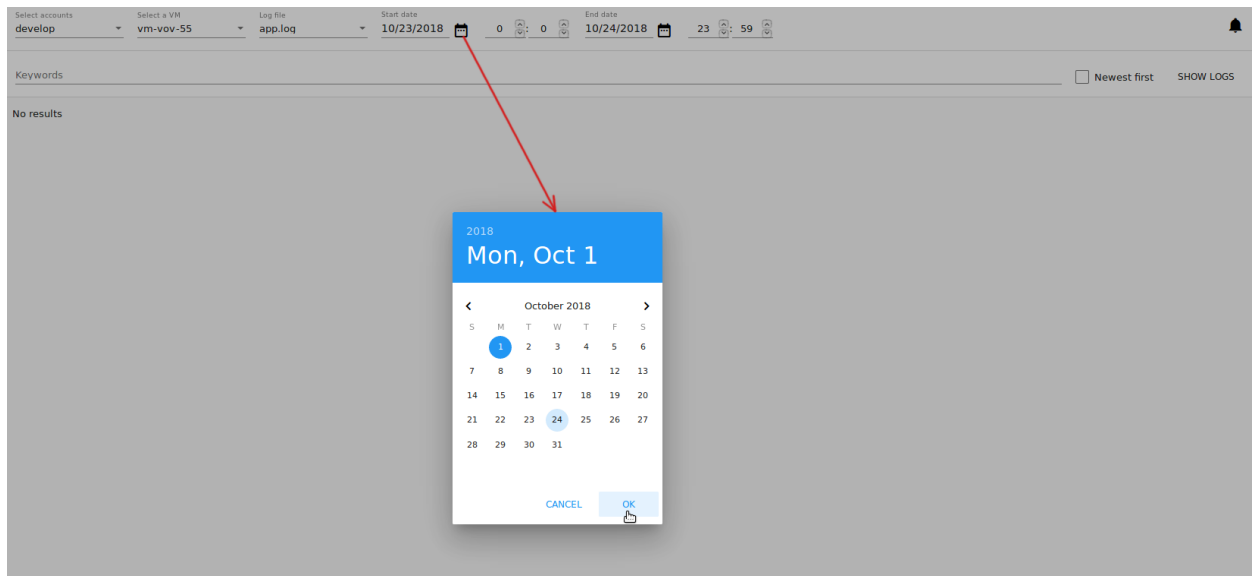 Select accounts Select a VM Log file Start date End date
develop vm-vov-55 app.log 10/23/2018 0 : 0 10/24/2018 23 : 59
Keywords Newest first SHOW LOGS
No results
2018
Mon, Oct 1
October 2018
S M T W T F S
1 2 3 4 5 6
7 8 9 10 11 12 13
14 15 16 17 18 19 20
21 22 23 24 25 26 27
28 29 30 31
CANCEL OK